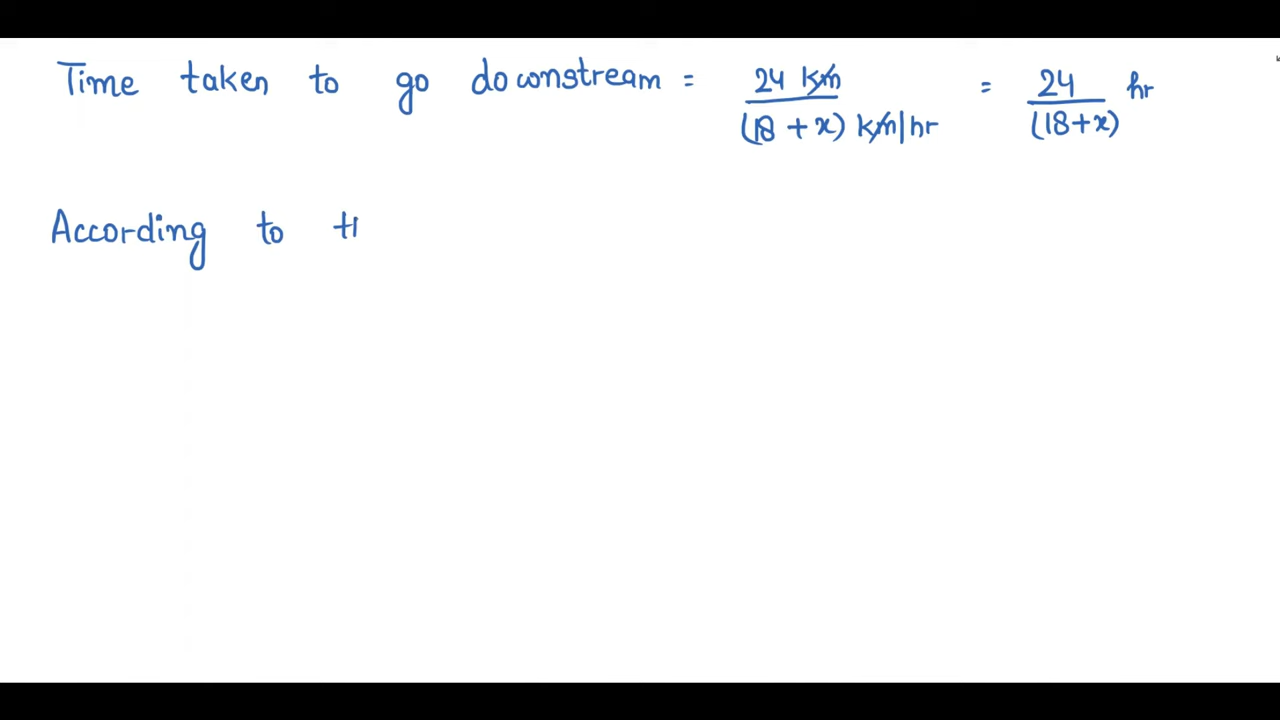 Time taken to go downstream = 24 km / (18 + x) km/hr = 24 / (18+x) hr
According to